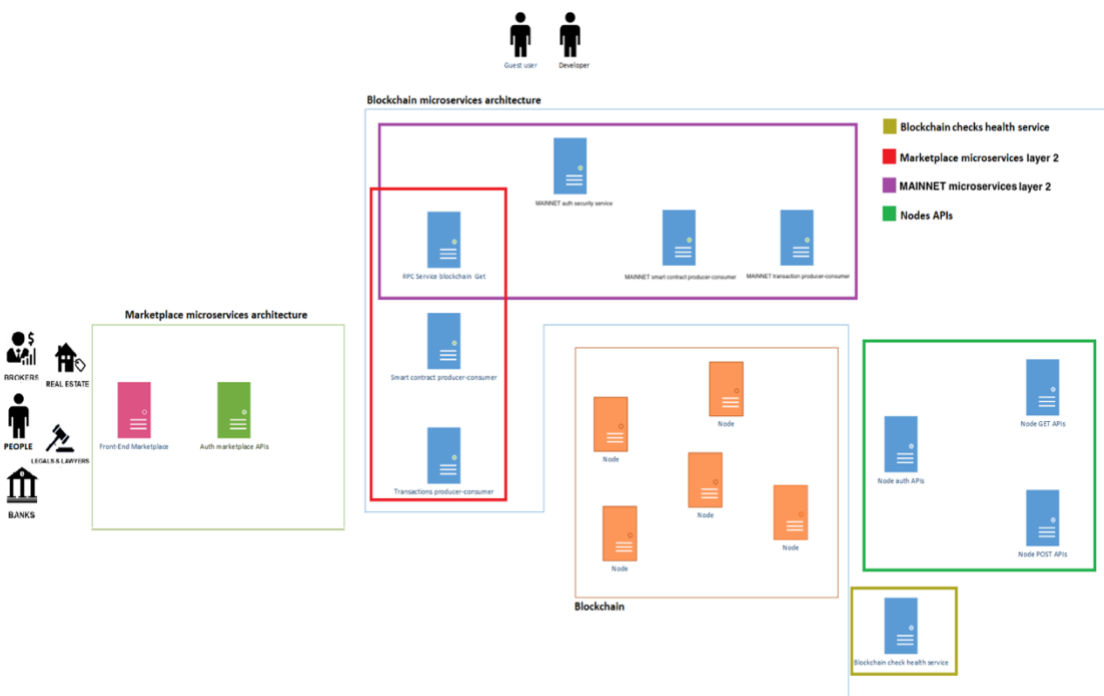 Guest user
Developer
Blockchain microservices architecture
Blockchain checks health service
Marketplace microservices layer 2
MAINNET microservices layer 2
Nodes APIs
MAINNET auth security service
RPC Service blockchain Get
MAINNET smart contract producer-consumer
MAINNET transaction producer-consumer
Marketplace microservices architecture
BROKERS
REAL ESTATE
PEOPLE
LEGALS & LAWYERS
BANKS
Front-End Marketplace
Auth marketplace APIs
Smart contract producer-consumer
Transactions producer-consumer
Node
Node
Node
Node
Node
Blockchain
Node GET APIs
Node auth APIs
Node POST APIs
Blockchain check health service